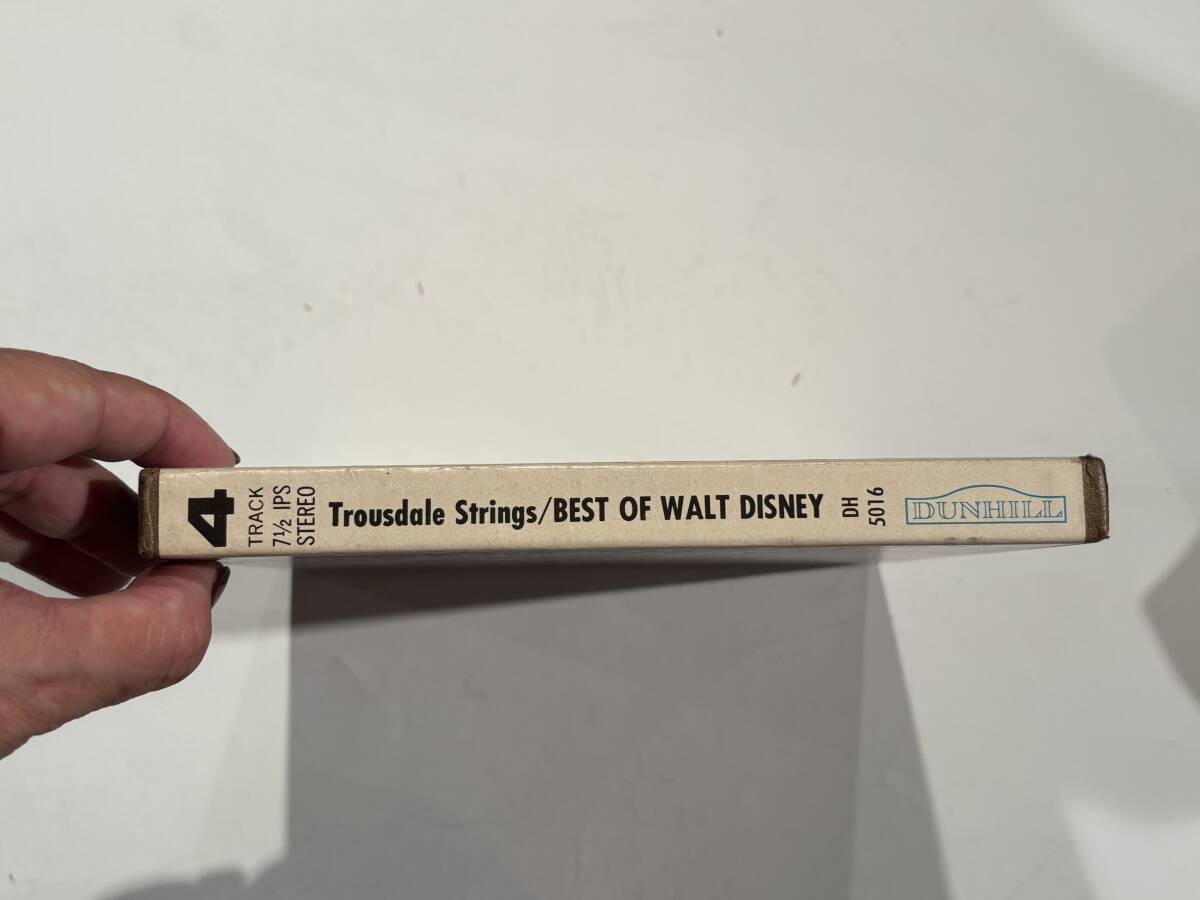 4
TRACK
7½ IPS
STEREO
Trousdale Strings/BEST OF WALT DISNEY
DH
5016
DUNHILL